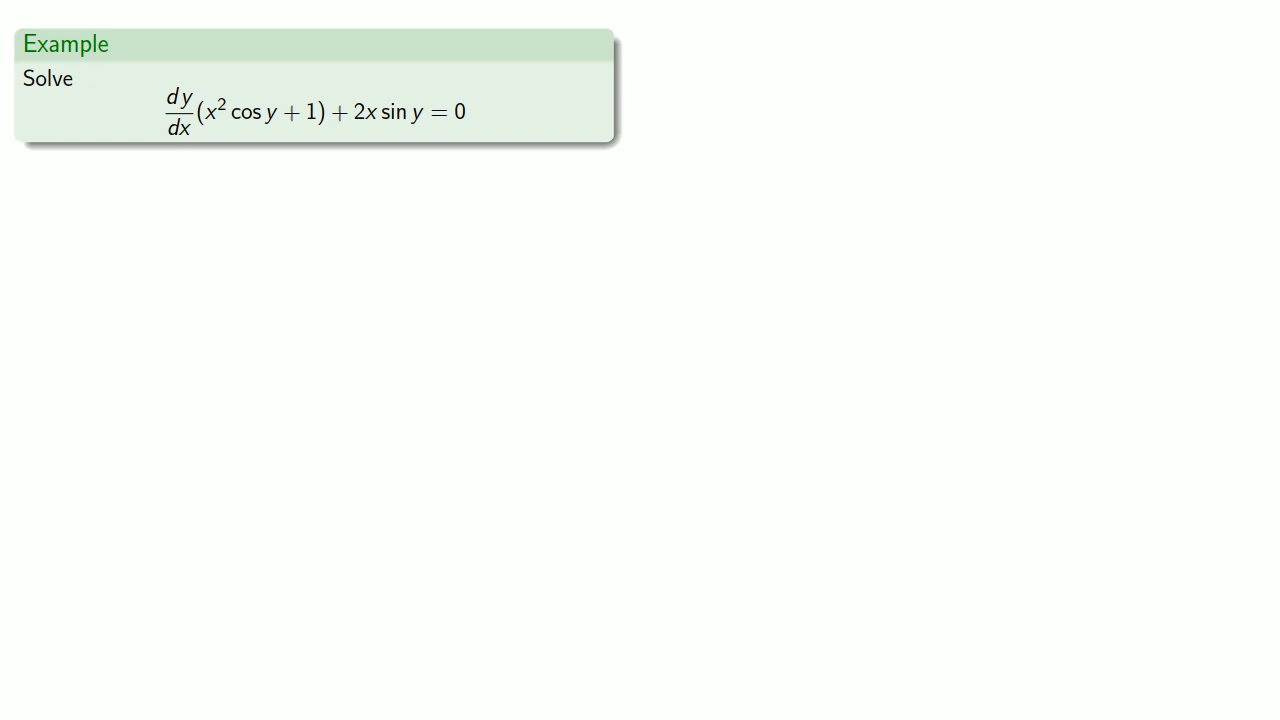 Example
Solve
dy/dx (x² cos y + 1) + 2x sin y = 0